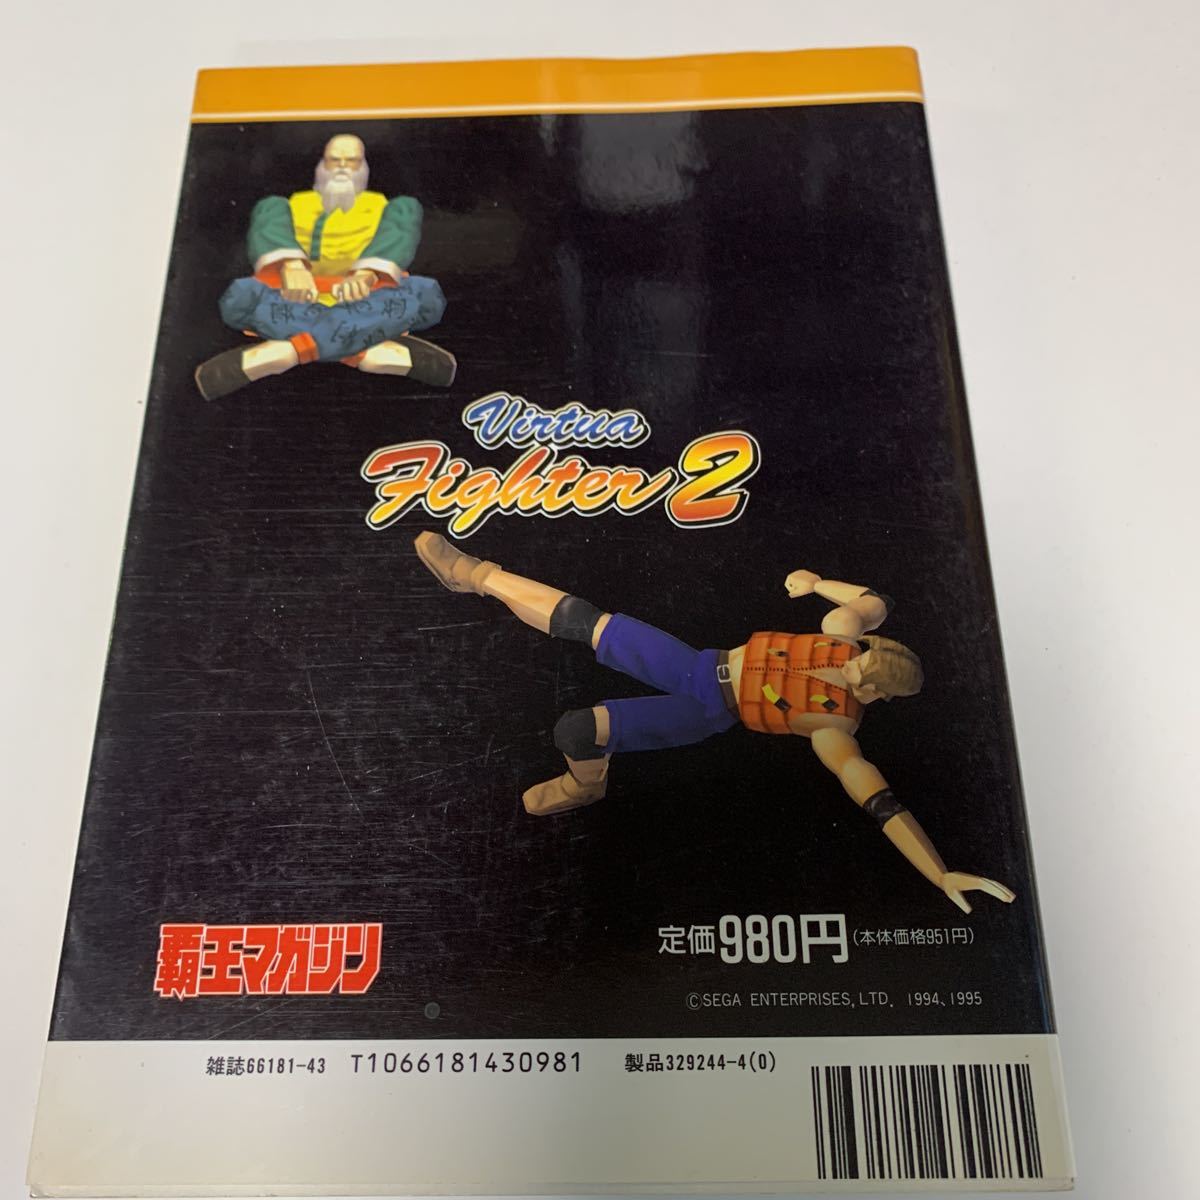 Virtua
Fighter 2
定価980円(本体価格951円)
覇王マガジン
©SEGA ENTERPRISES, LTD. 1994、1995
雑誌66181-43 T1066181430981 製品329244-4(0)